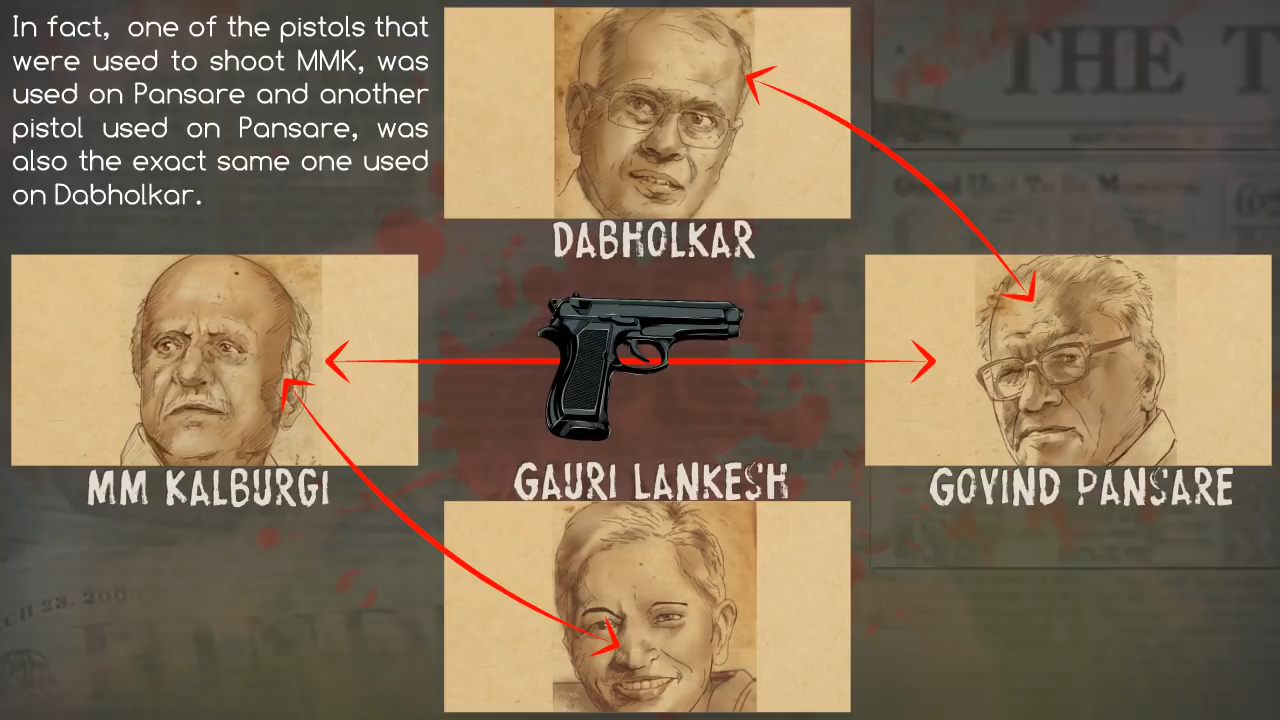 In fact, one of the pistols that
were used to shoot MMK, was
used on Pansare and another
pistol used on Pansare, was
also the exact same one used
on Dabholkar.
THE T
DABHOLKAR
MM KALBURGI
GAURI LANKESH
GOVIND PANSARE